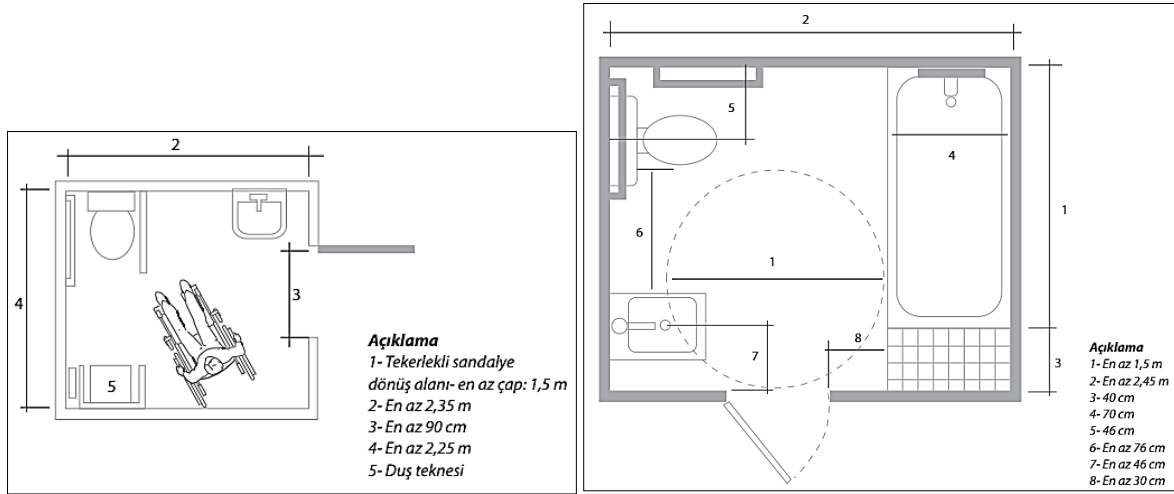 2
4
3
5
Açıklama
1- Tekerlekli sandalye
dönüş alanı- en az çap: 1,5 m
2- En az 2,35 m
3- En az 90 cm
4- En az 2,25 m
5- Duş teknesi
2
5
4
1
6
1
7
8
3
Açıklama
1- En az 1,5 m
2- En az 2,45 m
3- 40 cm
4- 70 cm
5- 46 cm
6- En az 76 cm
7- En az 46 cm
8- En az 30 cm